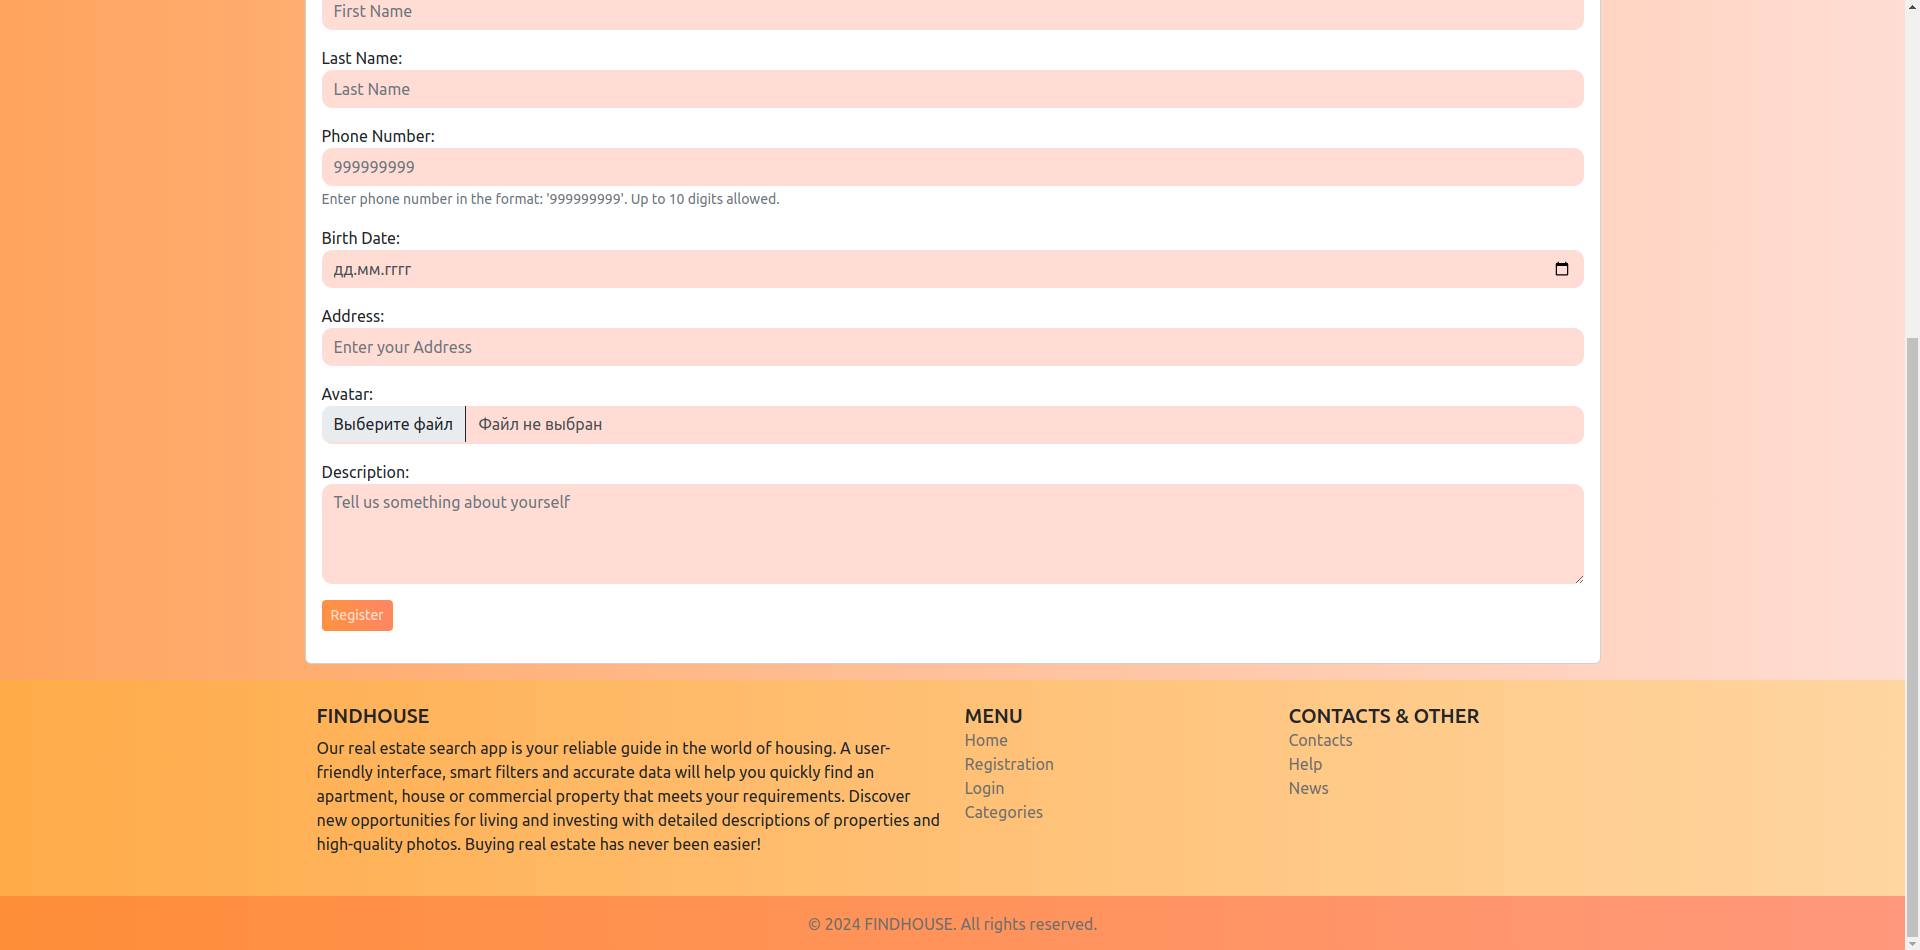 First Name
Last Name:
Last Name
Phone Number:
999999999
Enter phone number in the format: '999999999'. Up to 10 digits allowed.
Birth Date:
дд.мм.гггг
Address:
Enter your Address
Avatar:
Выберите файл Файл не выбран
Description:
Tell us something about yourself
Register
FINDHOUSE
Our real estate search app is your reliable guide in the world of housing. A user-
friendly interface, smart filters and accurate data will help you quickly find an
apartment, house or commercial property that meets your requirements. Discover
new opportunities for living and investing with detailed descriptions of properties and
high-quality photos. Buying real estate has never been easier!
MENU
Home
Registration
Login
Categories
CONTACTS & OTHER
Contacts
Help
News
© 2024 FINDHOUSE. All rights reserved.